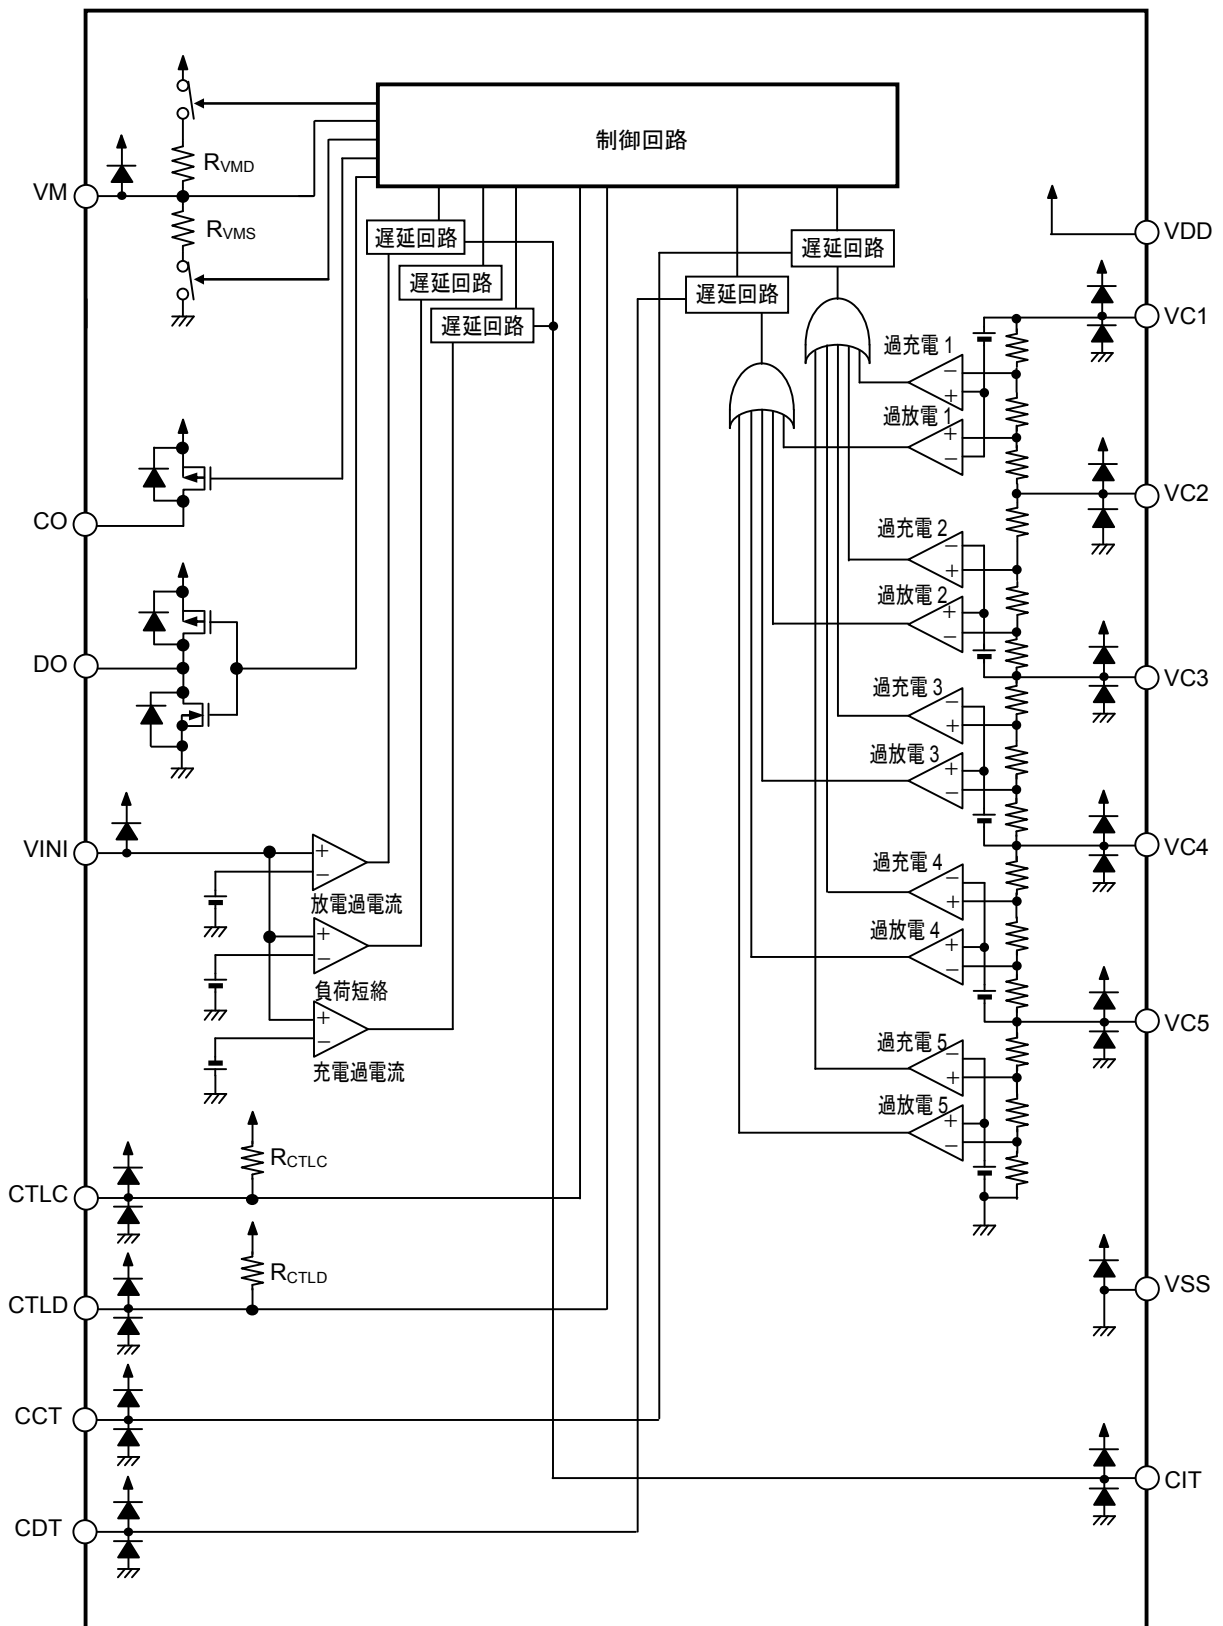 制御回路
RVMD
VM
RVMS
遅延回路
遅延回路
遅延回路
遅延回路
遅延回路
VDD
VC1
過充電 1
－
＋
過放電 1
＋
－
VC2
CO
過充電 2
－
＋
過放電 2
＋
－
DO
VC3
過充電 3
－
＋
過放電 3
＋
－
VINI
＋
－
放電過電流
VC4
過充電 4
－
＋
過放電 4
＋
－
＋
－
負荷短絡
＋
－
充電過電流
VC5
過充電 5
－
＋
過放電 5
＋
－
RCTLC
CTLC
RCTLD
CTLD
VSS
CCT
CIT
CDT